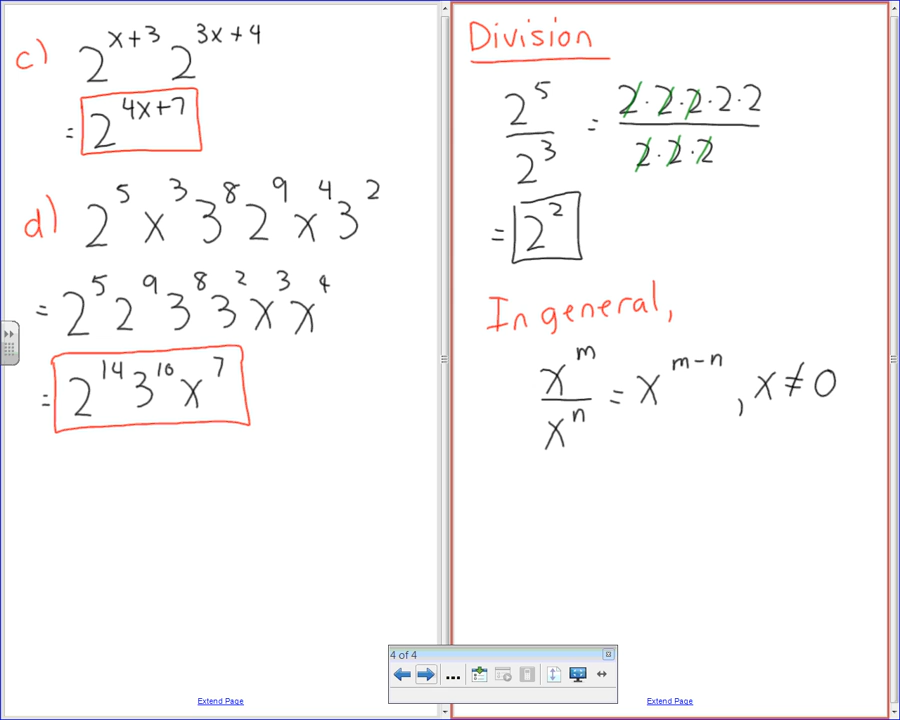 c) 2^{x+3} 2^{3x+4}
= 2^{4x+7}
d) 2^5 x^3 3^8 2^9 x^4 3^2
= 2^5 2^9 3^8 3^2 x^3 x^4
= 2^{14} 3^{10} x^7
Extend Page
Division
2^5/2^3 = 2·2·2·2·2/2·2·2
= 2^2
In general,
x^m/x^n = x^{m-n}, x ≠ 0
4 of 4
...
Extend Page